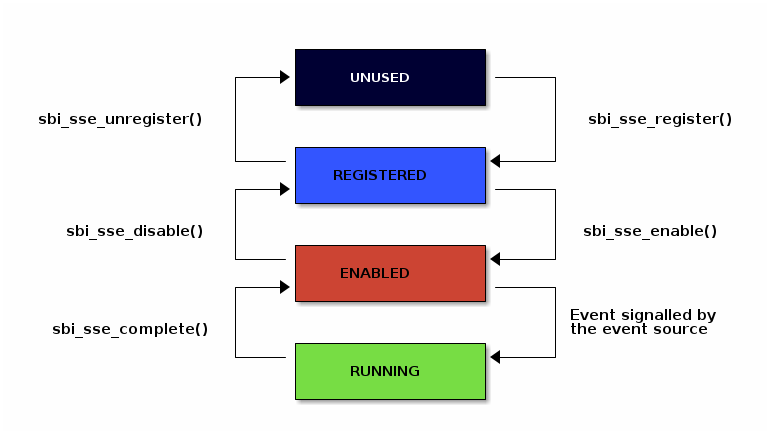 UNUSED
sbi_sse_unregister()
sbi_sse_register()
REGISTERED
sbi_sse_disable()
sbi_sse_enable()
ENABLED
sbi_sse_complete()
Event signalled by
the event source
RUNNING